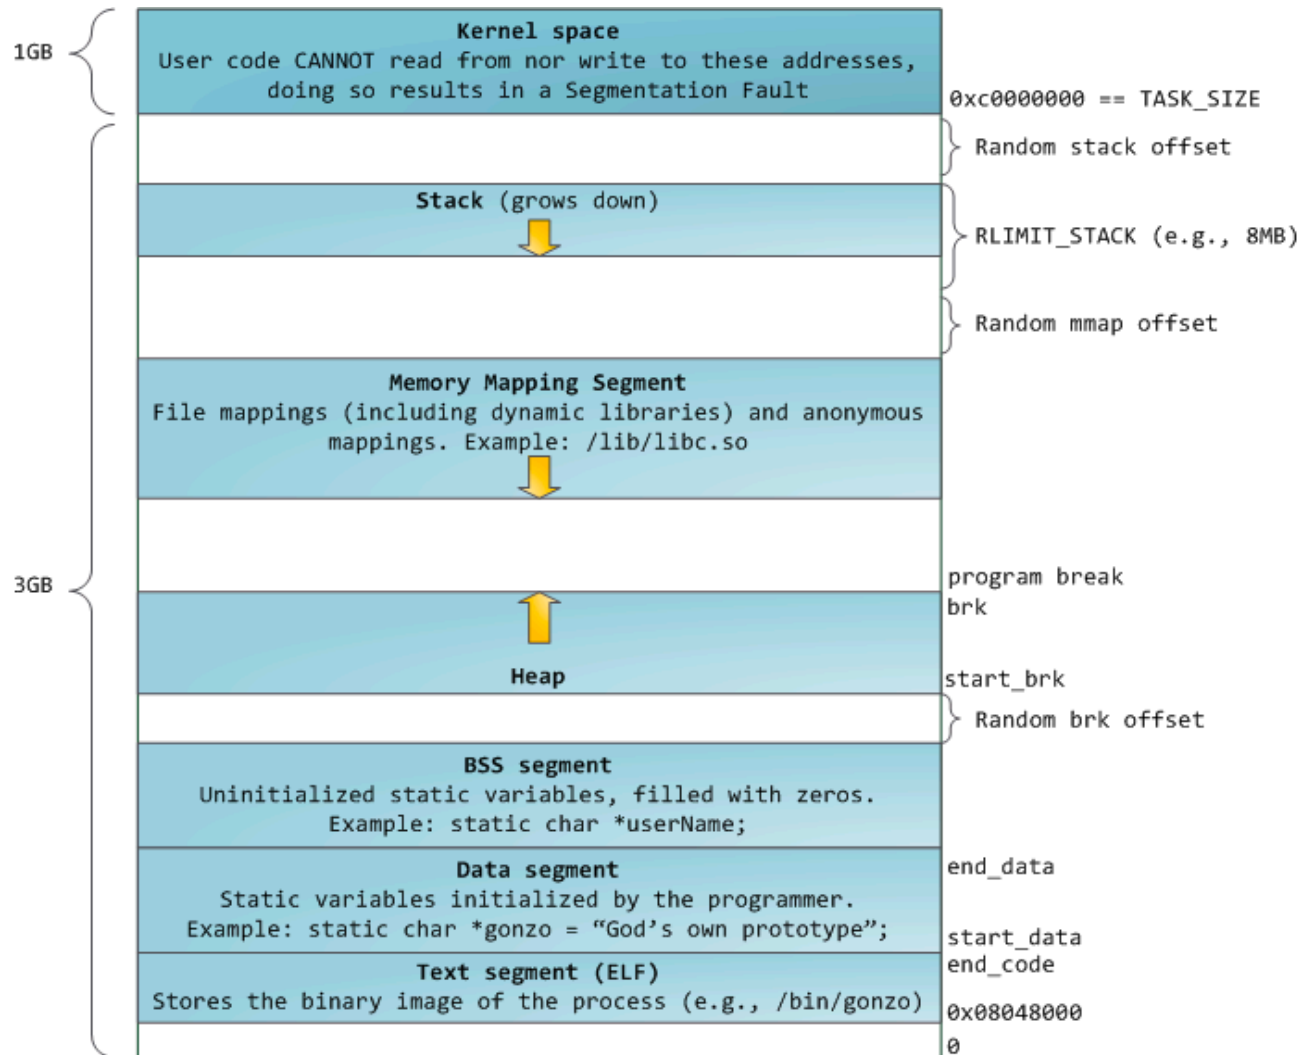 1GB
Kernel space
User code CANNOT read from nor write to these addresses,
doing so results in a Segmentation Fault
0xc0000000 == TASK_SIZE
Random stack offset
Stack (grows down)
RLIMIT_STACK (e.g., 8MB)
Random mmap offset
Memory Mapping Segment
File mappings (including dynamic libraries) and anonymous
mappings. Example: /lib/libc.so
3GB
program break
brk
Heap
start_brk
Random brk offset
BSS segment
Uninitialized static variables, filled with zeros.
Example: static char *userName;
Data segment
Static variables initialized by the programmer.
Example: static char *gonzo = “God’s own prototype”;
end_data
start_data
end_code
Text segment (ELF)
Stores the binary image of the process (e.g., /bin/gonzo)
0x08048000
0